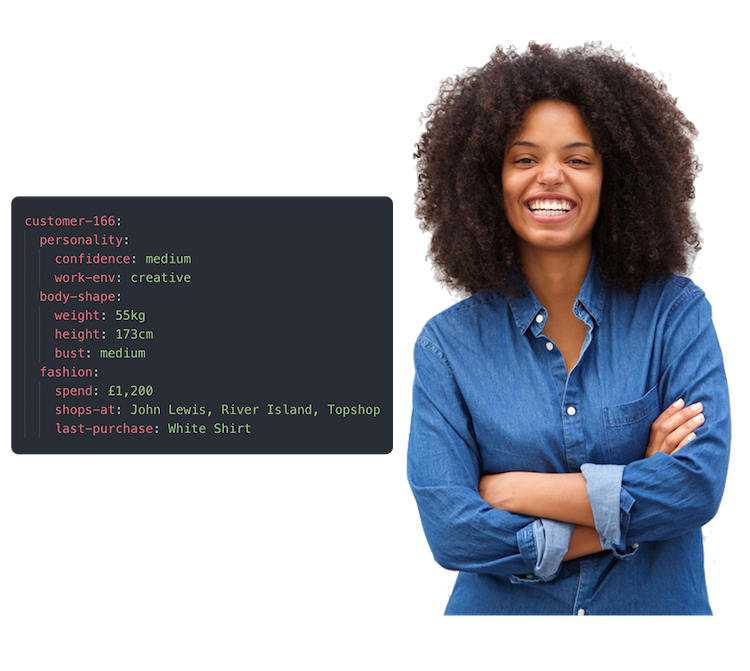 customer-166:
personality:
confidence: medium
work-env: creative
body-shape:
weight: 55kg
height: 173cm
bust: medium
fashion:
spend: £1,200
shops-at: John Lewis, River Island, Topshop
last-purchase: White Shirt